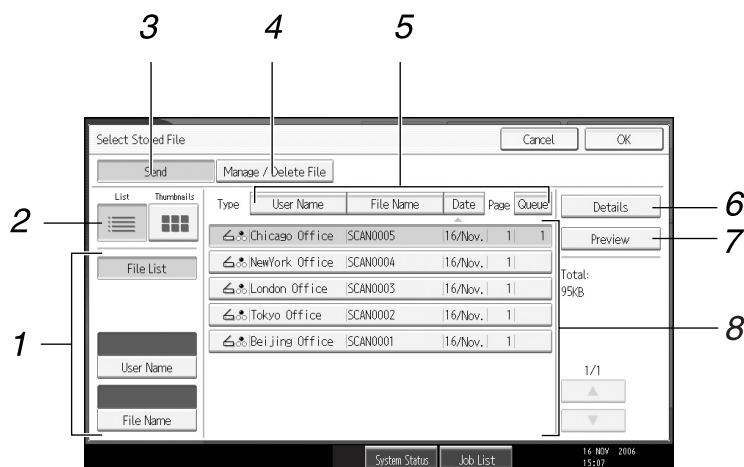 3 4 5
Select Stored File Cancel OK
Send Manage / Delete File
List Thumbnails Type User Name File Name Date Page Queue Details 6
2
Chicago Office SCAN0005 16/Nov. 1 1 Preview 7
1 File List NewYork Office SCAN0004 16/Nov. 1 Total:
London Office SCAN0003 16/Nov. 1 95KB
Tokyo Office SCAN0002 16/Nov. 1 8
Beijing Office SCAN0001 16/Nov. 1
User Name 1/1
File Name
System Status Job List 16 NOV 2006
15:07